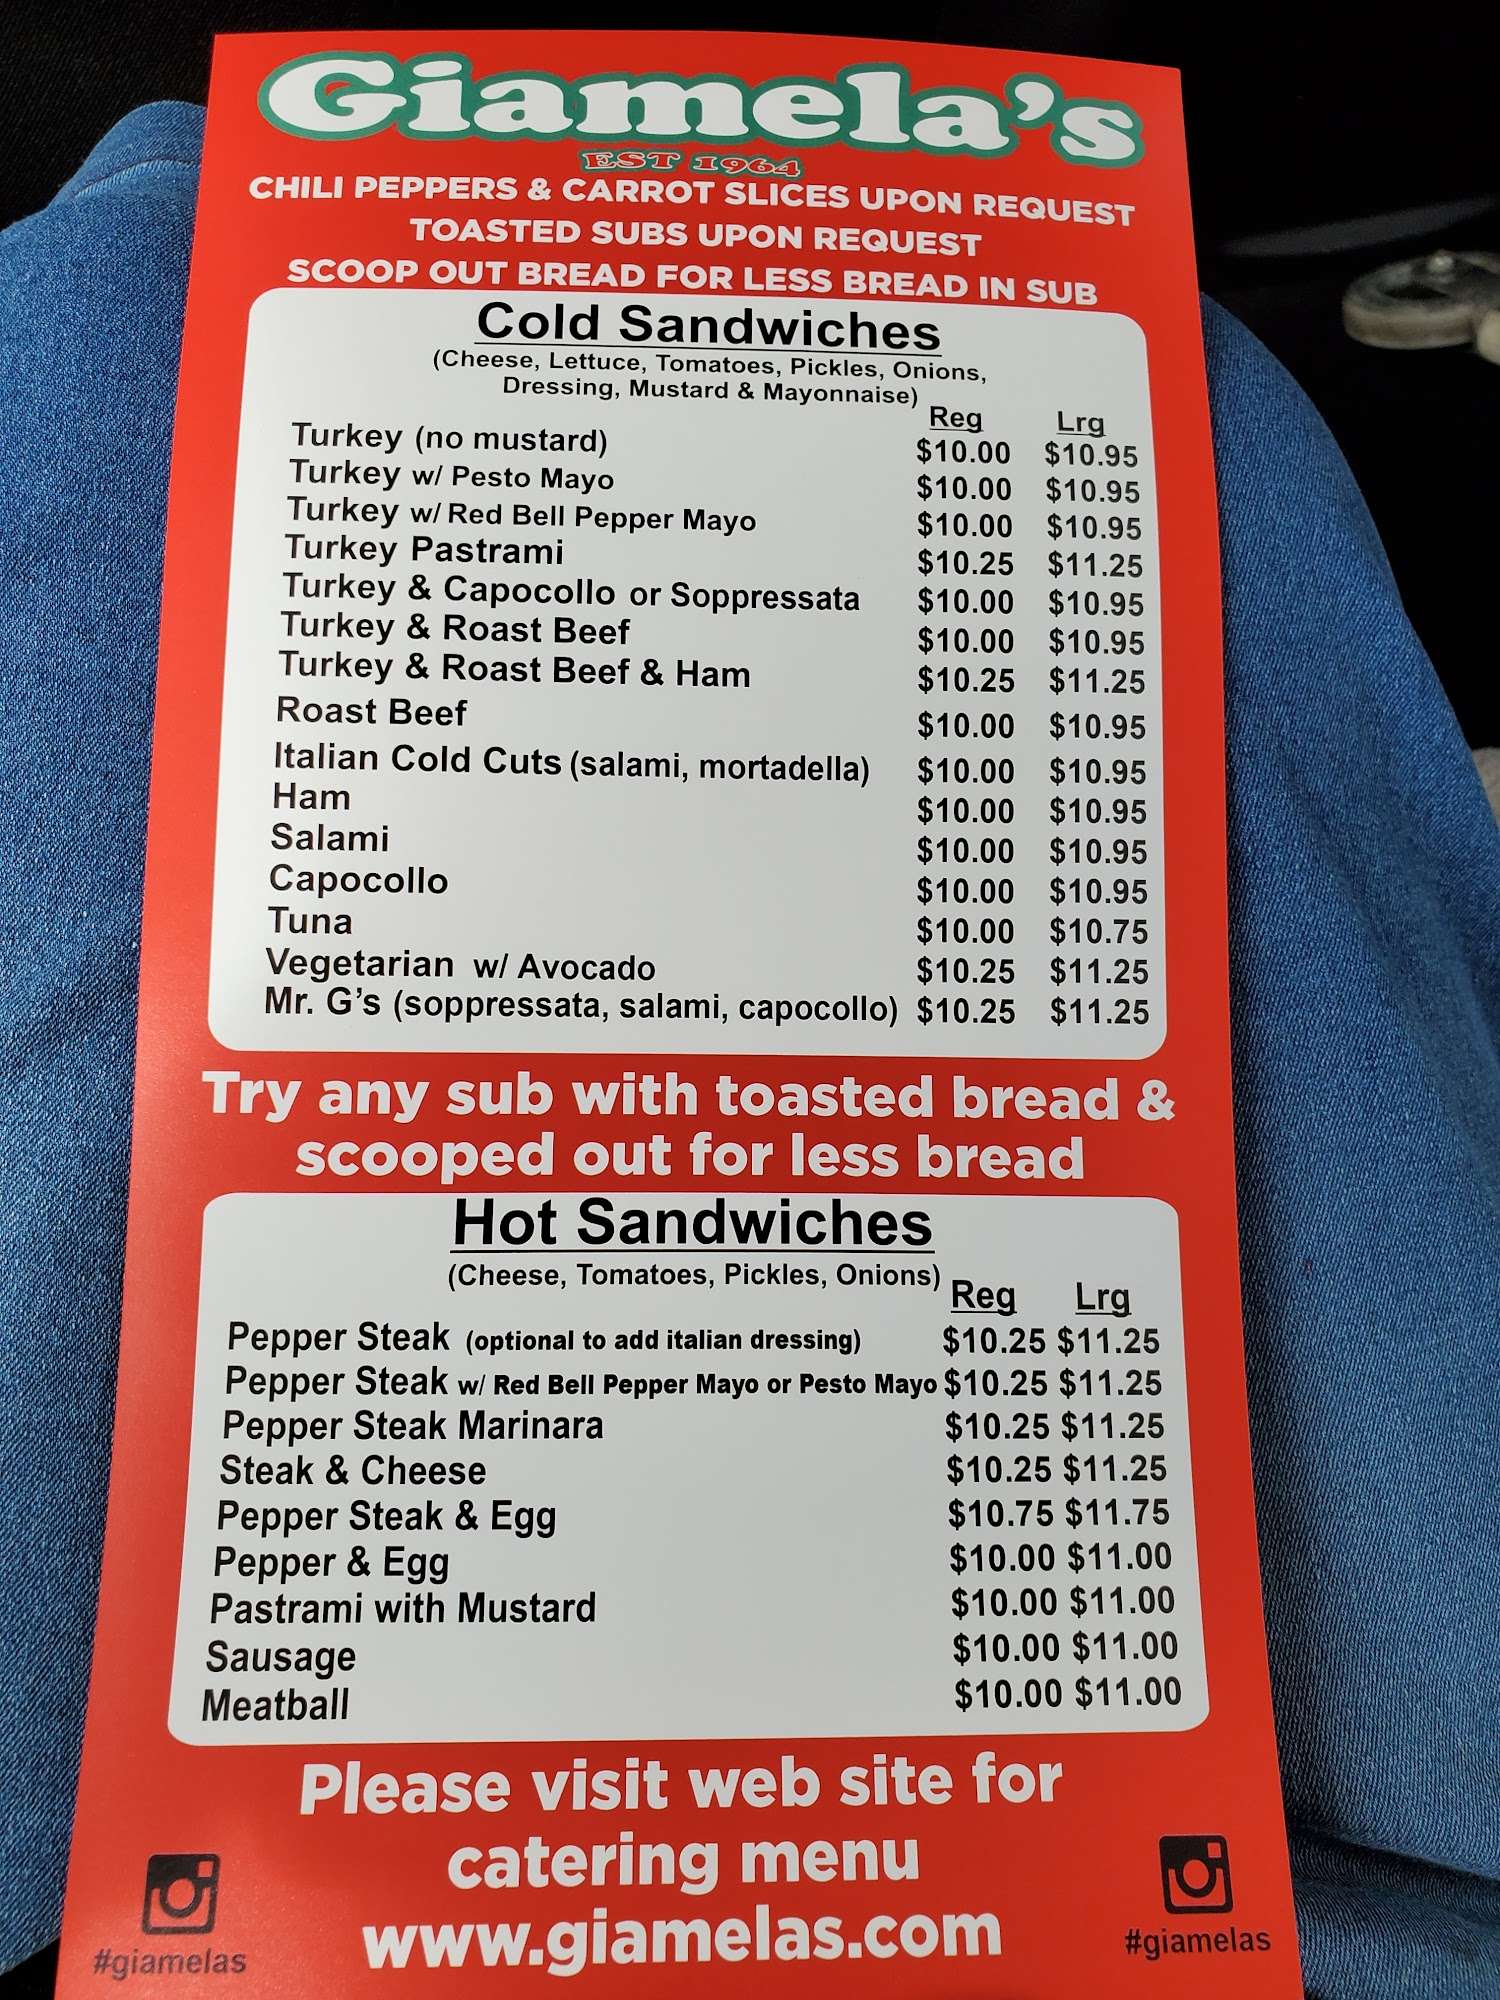 Giamela's
EST 1964
CHILI PEPPERS & CARROT SLICES UPON REQUEST
TOASTED SUBS UPON REQUEST
SCOOP OUT BREAD FOR LESS BREAD IN SUB
Cold Sandwiches
(Cheese, Lettuce, Tomatoes, Pickles, Onions,
Dressing, Mustard & Mayonnaise)
Reg Lrg
Turkey (no mustard) $10.00 $10.95
Turkey w/ Pesto Mayo $10.00 $10.95
Turkey w/ Red Bell Pepper Mayo $10.00 $10.95
Turkey Pastrami $10.25 $11.25
Turkey & Capocollo or Soppressata $10.00 $10.95
Turkey & Roast Beef $10.00 $10.95
Turkey & Roast Beef & Ham $10.25 $11.25
Roast Beef $10.00 $10.95
Italian Cold Cuts (salami, mortadella) $10.00 $10.95
Ham $10.00 $10.95
Salami $10.00 $10.95
Capocollo $10.00 $10.95
Tuna $10.00 $10.75
Vegetarian w/ Avocado $10.25 $11.25
Mr. G's (soppressata, salami, capocollo) $10.25 $11.25
Try any sub with toasted bread &
scooped out for less bread
Hot Sandwiches
(Cheese, Tomatoes, Pickles, Onions)
Reg Lrg
Pepper Steak (optional to add italian dressing) $10.25 $11.25
Pepper Steak w/ Red Bell Pepper Mayo or Pesto Mayo $10.25 $11.25
Pepper Steak Marinara $10.25 $11.25
Steak & Cheese $10.25 $11.25
Pepper Steak & Egg $10.75 $11.75
Pepper & Egg $10.00 $11.00
Pastrami with Mustard $10.00 $11.00
Sausage $10.00 $11.00
Meatball $10.00 $11.00
Please visit web site for
catering menu
www.giamelas.com
#giamelas
#giamelas